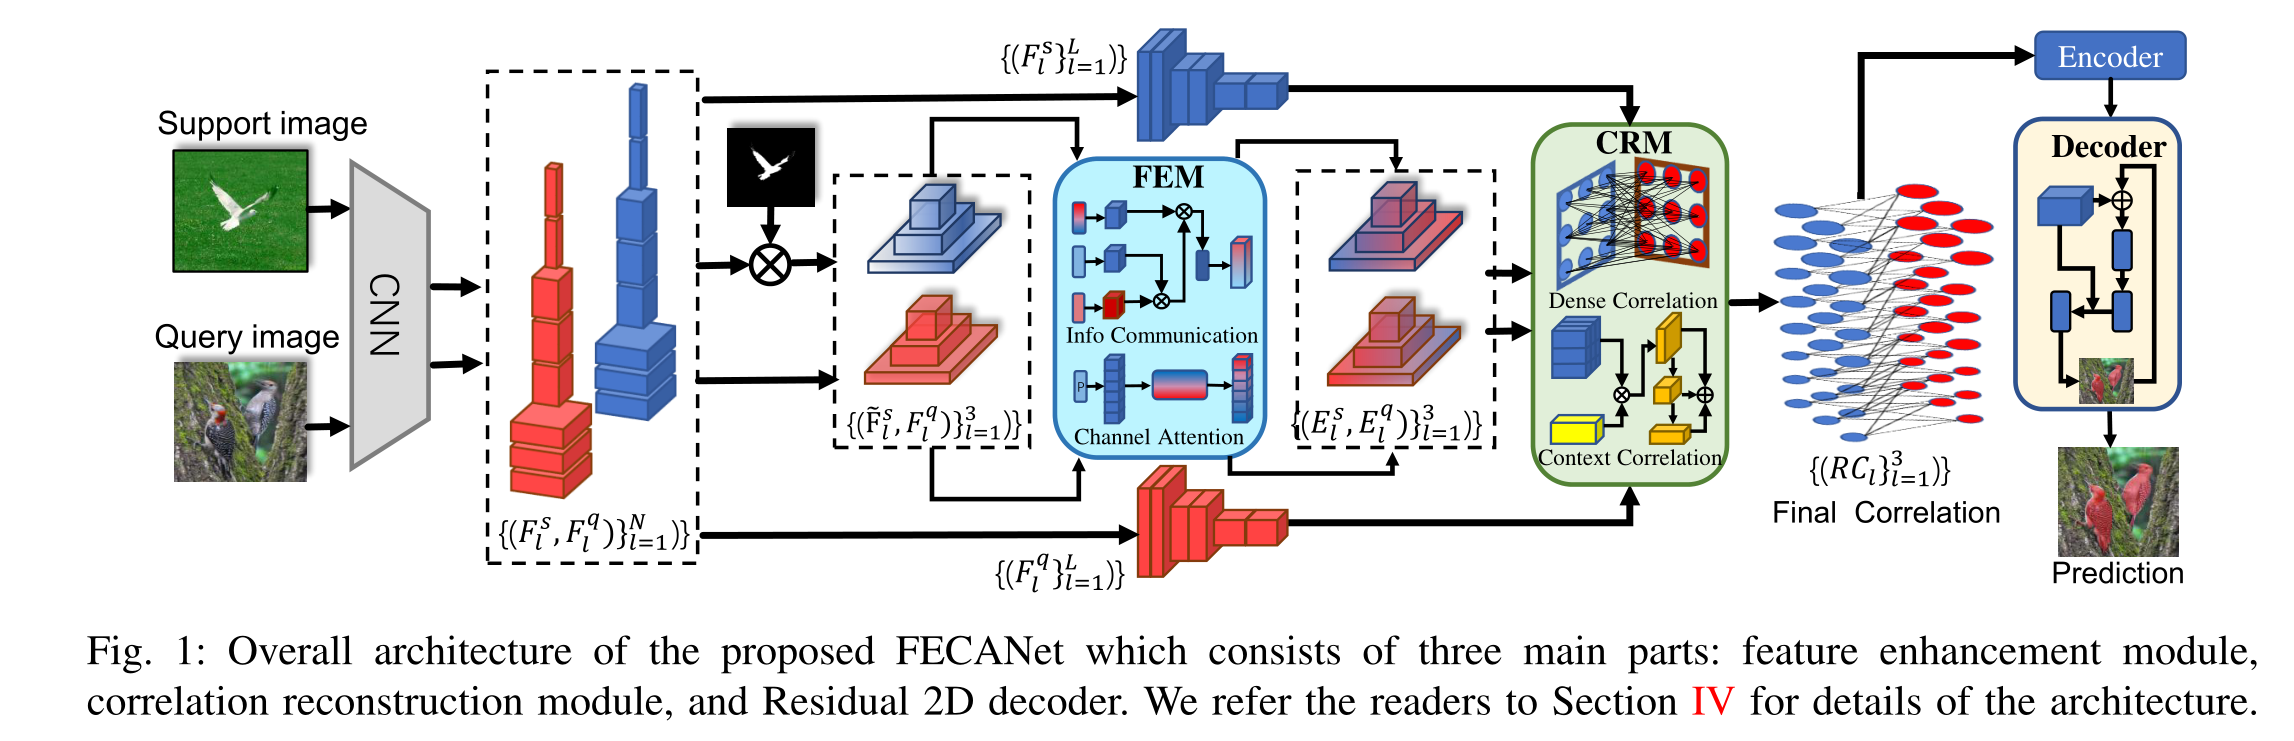 Support image
Query image
CNN
{(F_l^s, F_l^q)}_{l=1}^N)}
{(F_l^s}_{l=1}^L)}
{(F̃_l^s, F_l^q)}_{l=1}^3)}
{(F_l^q}_{l=1}^L)}
FEM
Info Communication
P
Channel Attention
{(E_l^s, E_l^q)}_{l=1}^3)}
CRM
Dense Correlation
Context Correlation
{(RC_l}_{l=1}^3)}
Final Correlation
Encoder
Decoder
Prediction
Fig. 1: Overall architecture of the proposed FECANet which consists of three main parts: feature enhancement module,
correlation reconstruction module, and Residual 2D decoder. We refer the readers to Section IV for details of the architecture.